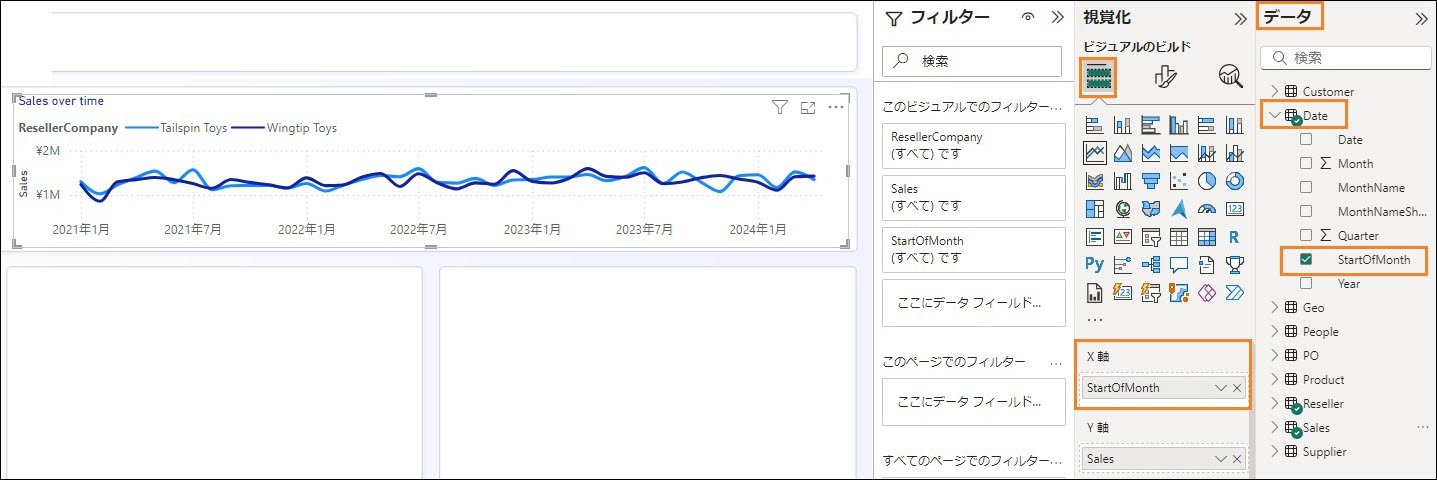 Sales over time
ResellerCompany Tailspin Toys Wingtip Toys
¥2M
¥1M
Sales
2021年1月 2021年7月 2022年1月 2022年7月 2023年1月 2023年7月 2024年1月
フィルター
検索
このビジュアルでのフィルター...
ResellerCompany
(すべて) です
Sales
(すべて) です
StartOfMonth
(すべて) です
ここにデータ フィールド...
このページでのフィルター ...
ここにデータ フィールド...
すべてのページでのフィルター...
視覚化
ビジュアルのビルド
123
R
Py
123
...
X 軸
StartOfMonth
Y 軸
Sales
データ
検索
Customer
Date
Date
Σ Month
MonthName
MonthNameSh...
Σ Quarter
StartOfMonth
Year
Geo
People
PO
Product
Reseller
Sales ...
Supplier